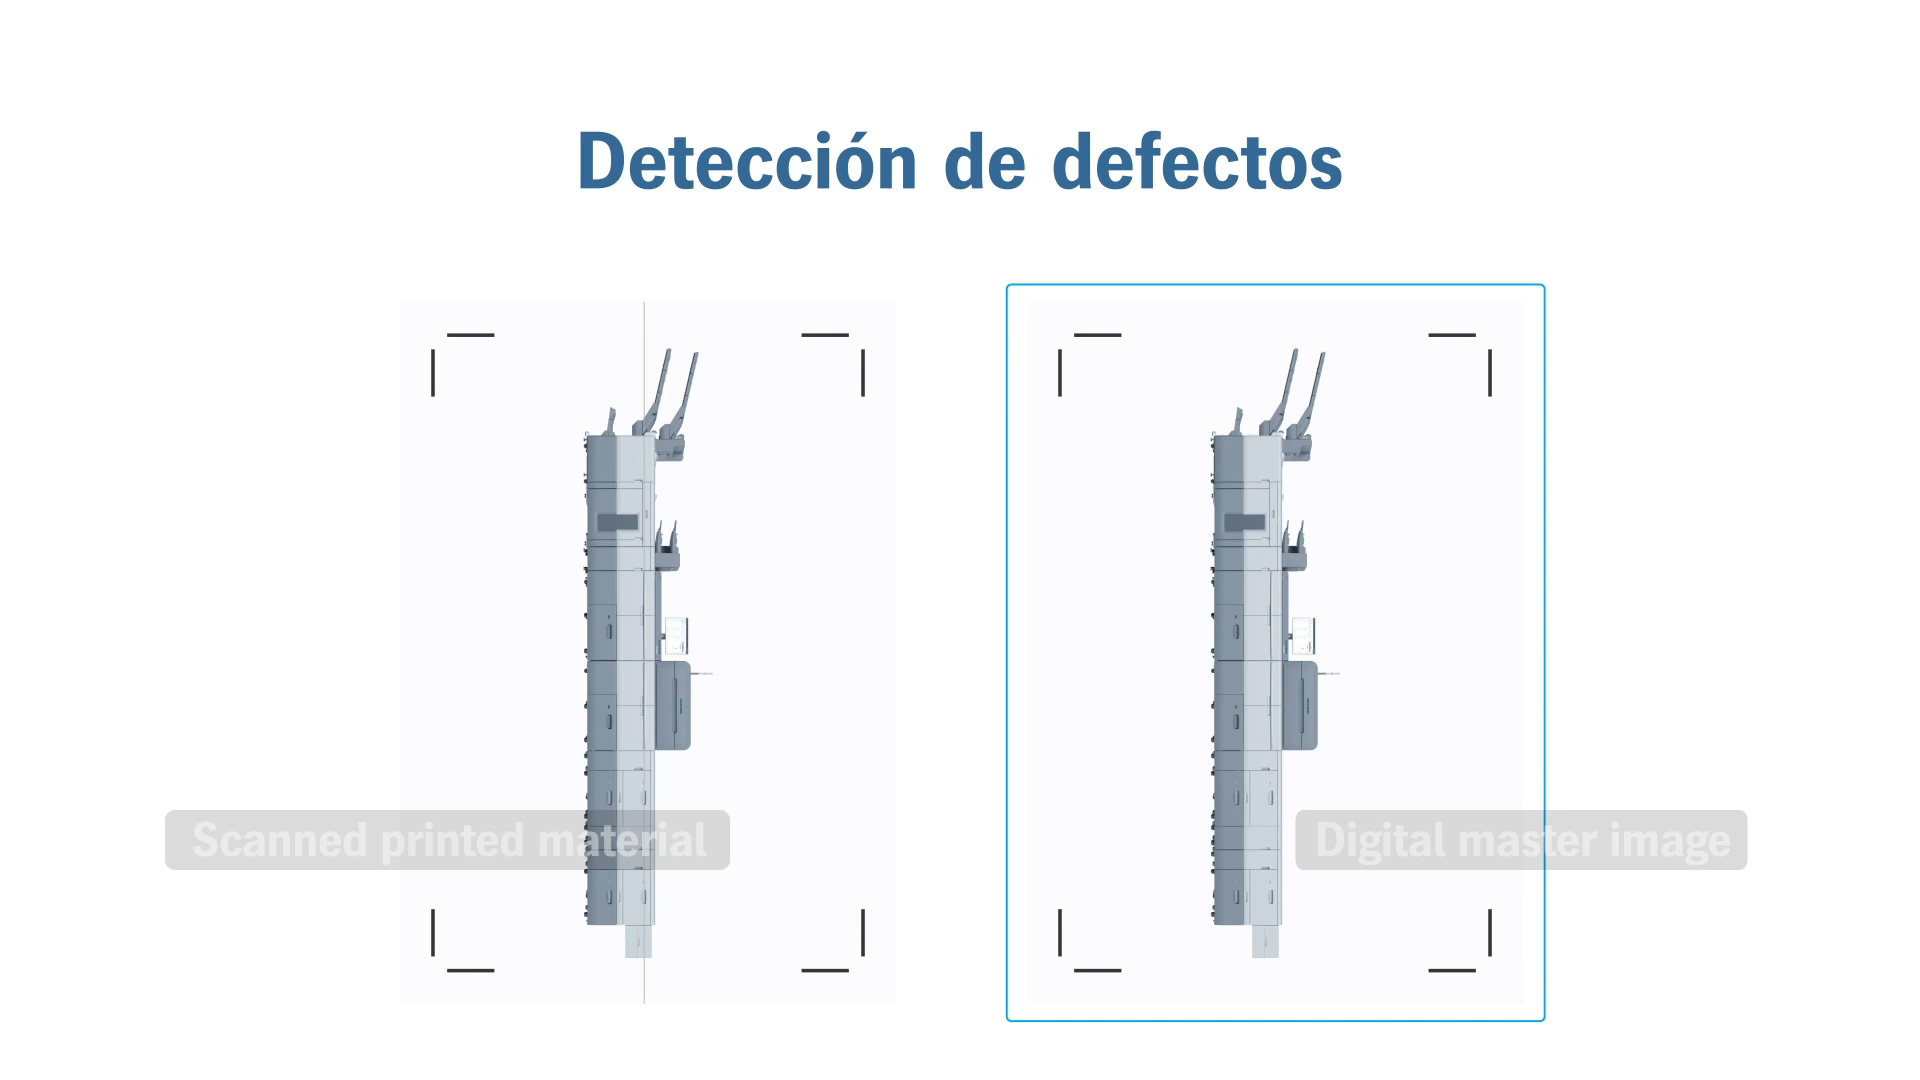 Detección de defectos
Scanned printed material
Digital master image